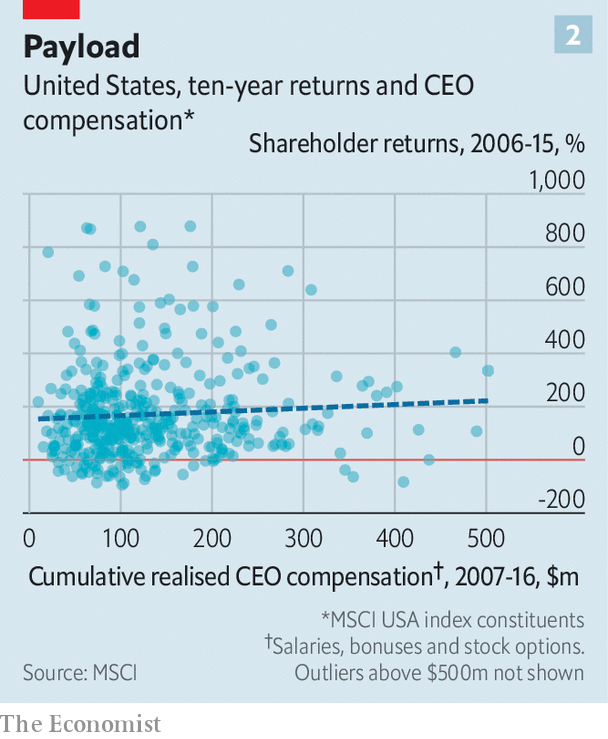 2
Payload
United States, ten-year returns and CEO
compensation*
Shareholder returns, 2006-15, %
1,000
800
600
400
200
0
-200
0 100 200 300 400 500
Cumulative realised CEO compensation†, 2007-16, $m
*MSCI USA index constituents
†Salaries, bonuses and stock options.
Source: MSCI Outliers above $500m not shown
The Economist